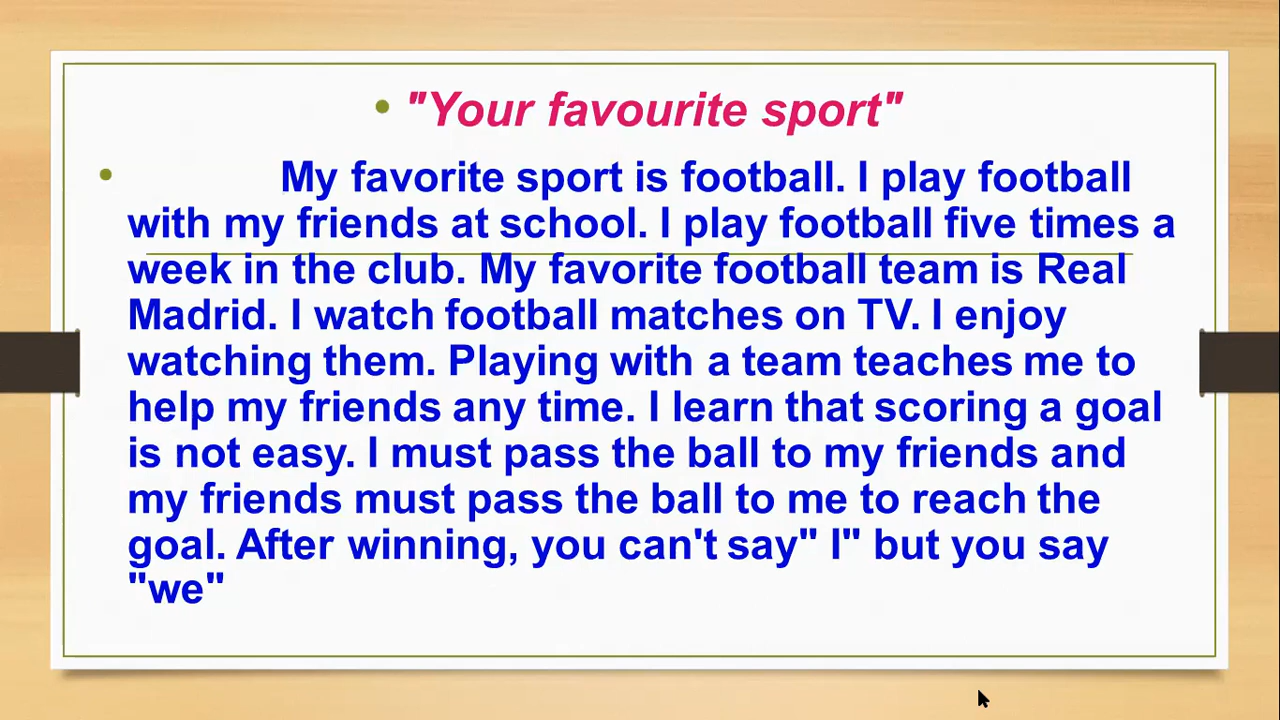 • "Your favourite sport"
• My favorite sport is football. I play football
with my friends at school. I play football five times a
week in the club. My favorite football team is Real
Madrid. I watch football matches on TV. I enjoy
watching them. Playing with a team teaches me to
help my friends any time. I learn that scoring a goal
is not easy. I must pass the ball to my friends and
my friends must pass the ball to me to reach the
goal. After winning, you can't say" I" but you say
"we"